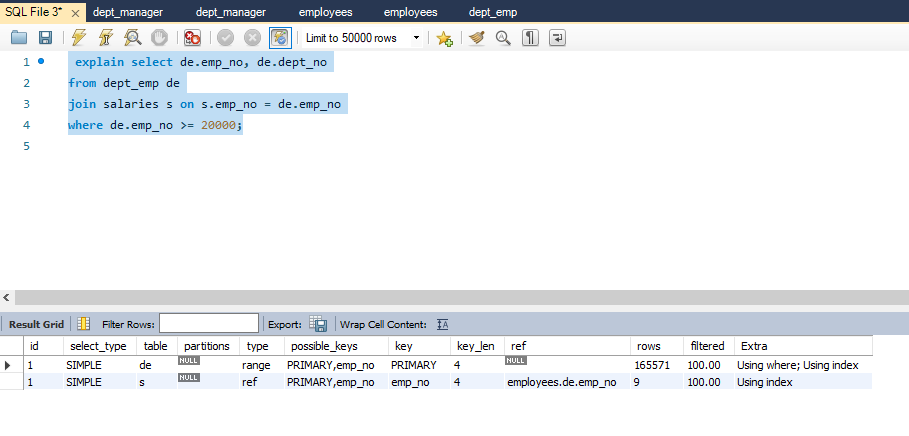 SQL File 3* × dept_manager dept_manager employees employees dept_emp
Limit to 50000 rows
1 explain select de.emp_no, de.dept_no
2 from dept_emp de
3 join salaries s on s.emp_no = de.emp_no
4 where de.emp_no >= 20000;
5
Result Grid Filter Rows: Export: Wrap Cell Content: IA
id select_type table partitions type possible_keys key key_len ref rows filtered Extra
1 SIMPLE de NULL range PRIMARY,emp_no PRIMARY 4 NULL 165571 100.00 Using where; Using index
1 SIMPLE s NULL ref PRIMARY,emp_no emp_no 4 employees.de.emp_no 9 100.00 Using index